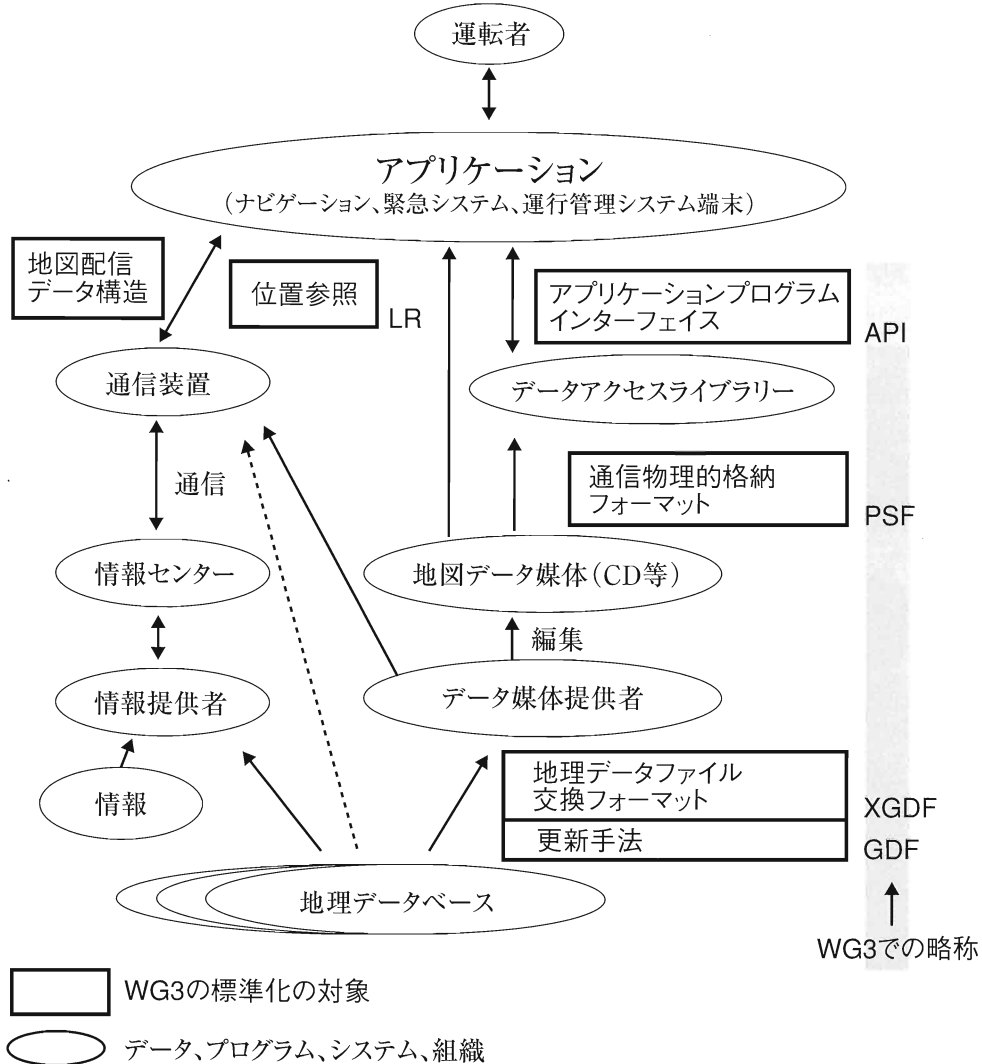 運転者
アプリケーション
（ナビゲーション、緊急システム、運行管理システム端末）
地図配信
データ構造
位置参照
LR
アプリケーションプログラム
インターフェイス
API
通信装置
データアクセスライブラリー
通信
通信物理的格納
フォーマット
PSF
情報センター
地図データ媒体（CD等）
編集
情報提供者
データ媒体提供者
情報
地理データファイル
交換フォーマット
XGDF
更新手法
GDF
地理データベース
WG3での略称
WG3の標準化の対象
データ、プログラム、システム、組織